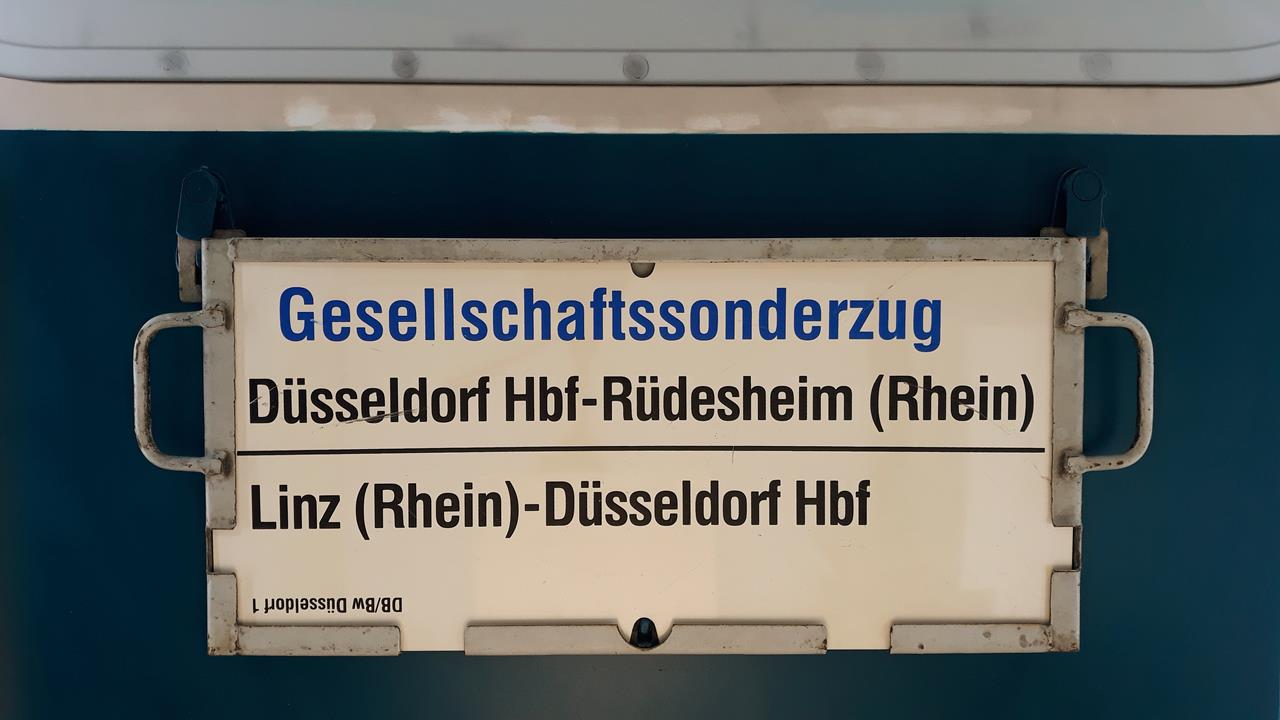 Gesellschaftssonderzug
Düsseldorf Hbf-Rüdesheim (Rhein)
Linz (Rhein)-Düsseldorf Hbf
DB/Bw Düsseldorf 1